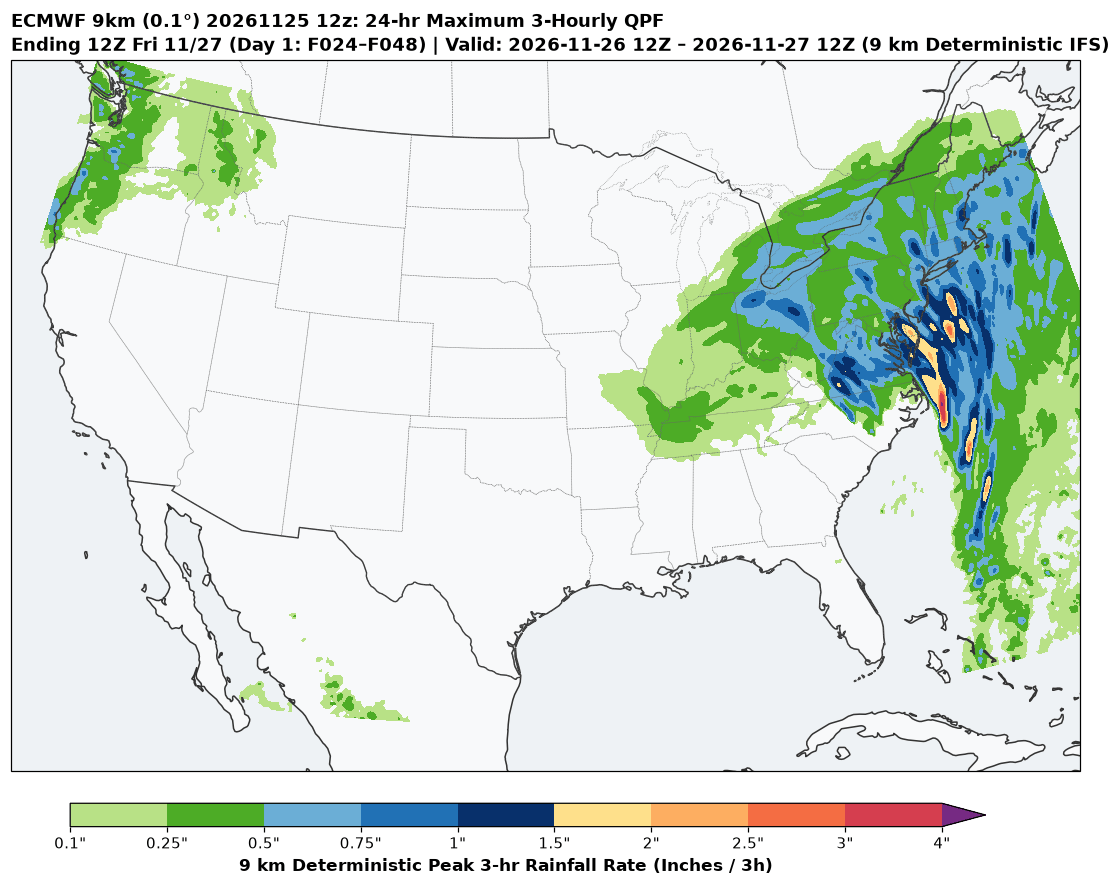 ECMWF 9km (0.1°) 20261125 12z: 24-hr Maximum 3-Hourly QPF
Ending 12Z Fri 11/27 (Day 1: F024–F048) | Valid: 2026-11-26 12Z – 2026-11-27 12Z (9 km Deterministic IFS)
0.1" 0.25" 0.5" 0.75" 1" 1.5" 2" 2.5" 3" 4"
9 km Deterministic Peak 3-hr Rainfall Rate (Inches / 3h)